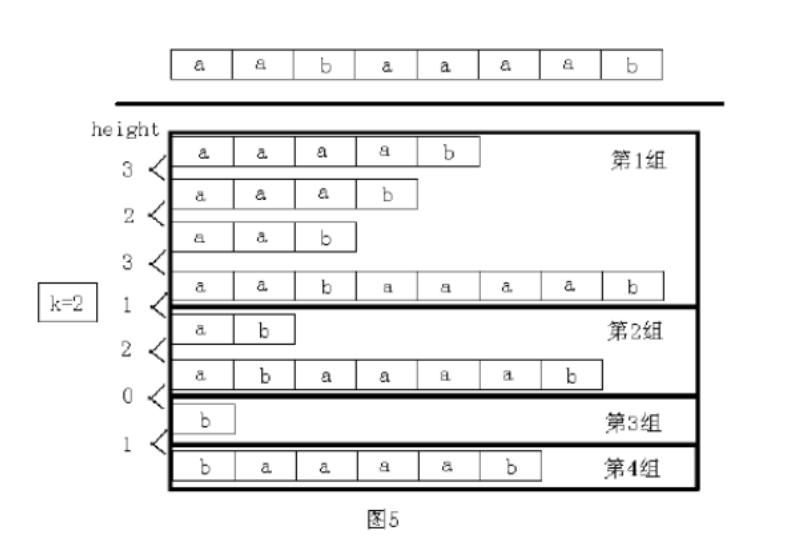 a a b a a a a b
height
a a a a b 第1组
3
a a a b
2
a a b
3
a a b a a a a b
k=2
1
a b 第2组
2
a b a a a a b
0
b 第3组
1
b a a a a b 第4组
图5